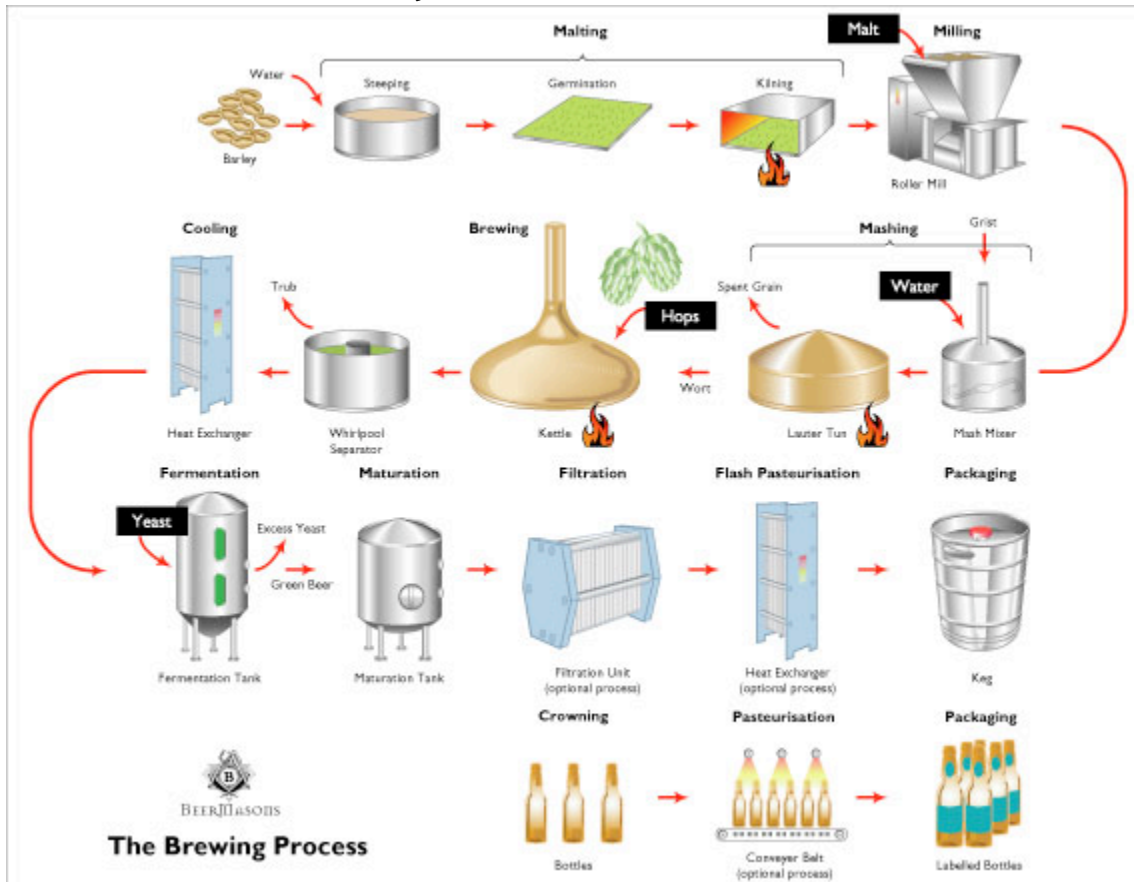 Malting
Malt
Milling
Water
Steeping
Germination
Kilning
Barley
Roller Mill
Cooling
Brewing
Mashing
Grist
Trub
Spent Grain
Water
Hops
Wort
Heat Exchanger
Whirlpool
Separator
Kettle
Lauter Tun
Mash Mixer
Fermentation
Maturation
Filtration
Flash Pasteurisation
Packaging
Yeast
Excess Yeast
Green Beer
Fermentation Tank
Maturation Tank
Filtration Unit
(optional process)
Heat Exchanger
(optional process)
Keg
Crowning
Pasteurisation
Packaging
B
BEERMASONS
The Brewing Process
Bottles
Conveyer Belt
(optional process)
Labelled Bottles